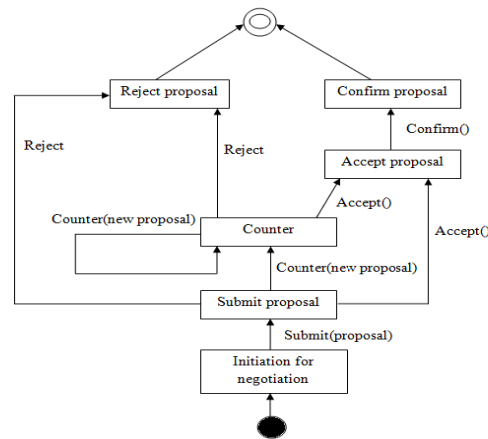 Reject proposal
Confirm proposal
Confirm()
Reject
Reject
Accept proposal
Accept()
Counter(new proposal)
Counter
Accept()
Counter(new proposal)
Submit proposal
Submit(proposal)
Initiation for
negotiation